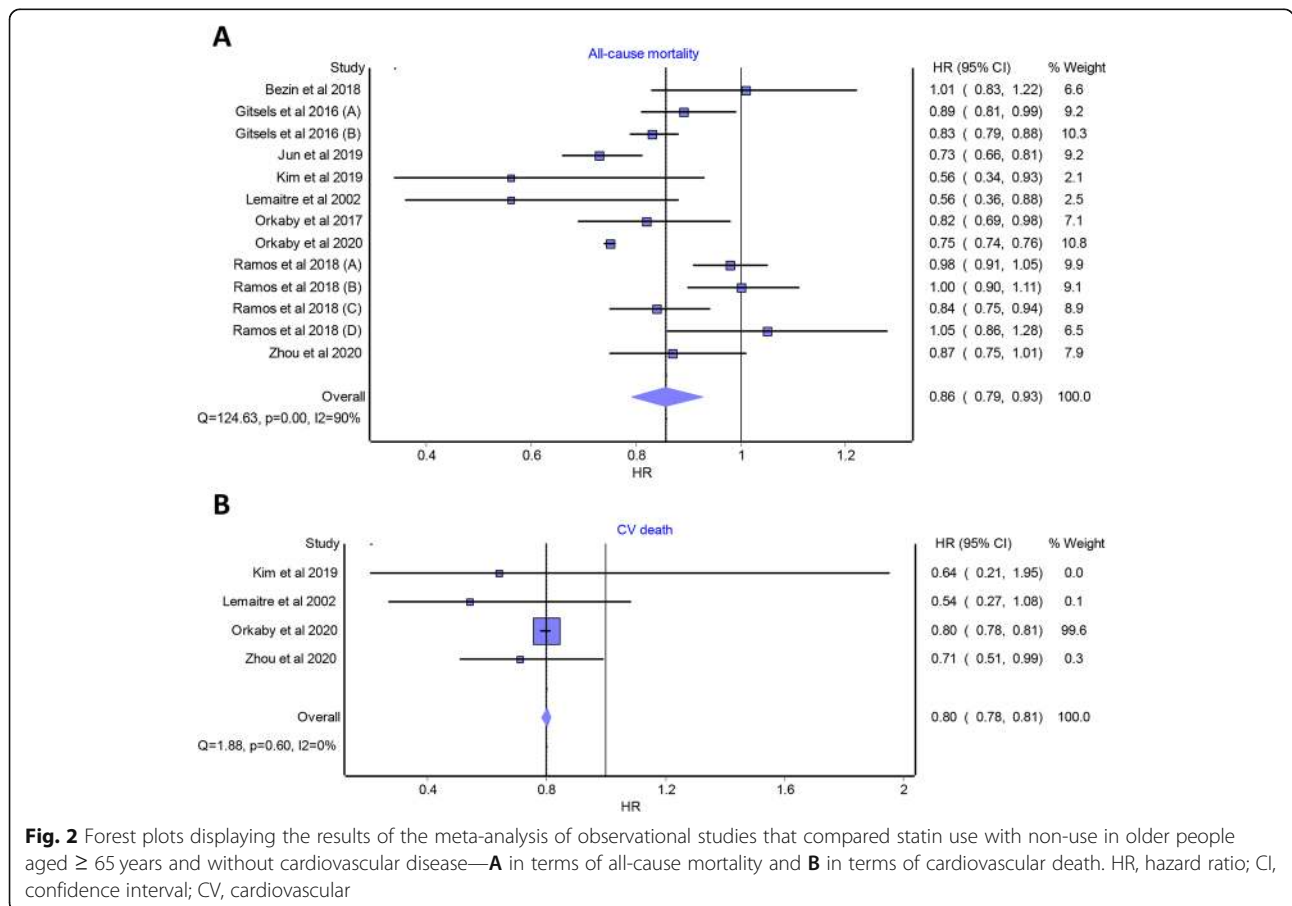 A
All-cause mortality
Study HR (95% CI) % Weight
Bezin et al 2018 1.01 ( 0.83, 1.22) 6.6
Gitsels et al 2016 (A) 0.89 ( 0.81, 0.99) 9.2
Gitsels et al 2016 (B) 0.83 ( 0.79, 0.88) 10.3
Jun et al 2019 0.73 ( 0.66, 0.81) 9.2
Kim et al 2019 0.56 ( 0.34, 0.93) 2.1
Lemaitre et al 2002 0.56 ( 0.36, 0.88) 2.5
Orkaby et al 2017 0.82 ( 0.69, 0.98) 7.1
Orkaby et al 2020 0.75 ( 0.74, 0.76) 10.8
Ramos et al 2018 (A) 0.98 ( 0.91, 1.05) 9.9
Ramos et al 2018 (B) 1.00 ( 0.90, 1.11) 9.1
Ramos et al 2018 (C) 0.84 ( 0.75, 0.94) 8.9
Ramos et al 2018 (D) 1.05 ( 0.86, 1.28) 6.5
Zhou et al 2020 0.87 ( 0.75, 1.01) 7.9
Overall 0.86 ( 0.79, 0.93) 100.0
Q=124.63, p=0.00, I2=90%
0.4 0.6 0.8 1 1.2
HR
B
CV death
Study HR (95% CI) % Weight
Kim et al 2019 0.64 ( 0.21, 1.95) 0.0
Lemaitre et al 2002 0.54 ( 0.27, 1.08) 0.1
Orkaby et al 2020 0.80 ( 0.78, 0.81) 99.6
Zhou et al 2020 0.71 ( 0.51, 0.99) 0.3
Overall 0.80 ( 0.78, 0.81) 100.0
Q=1.88, p=0.60, I2=0%
0.4 0.8 1.2 1.6 2
HR
Fig. 2 Forest plots displaying the results of the meta-analysis of observational studies that compared statin use with non-use in older people
aged ≥ 65 years and without cardiovascular disease—A in terms of all-cause mortality and B in terms of cardiovascular death. HR, hazard ratio; CI,
confidence interval; CV, cardiovascular